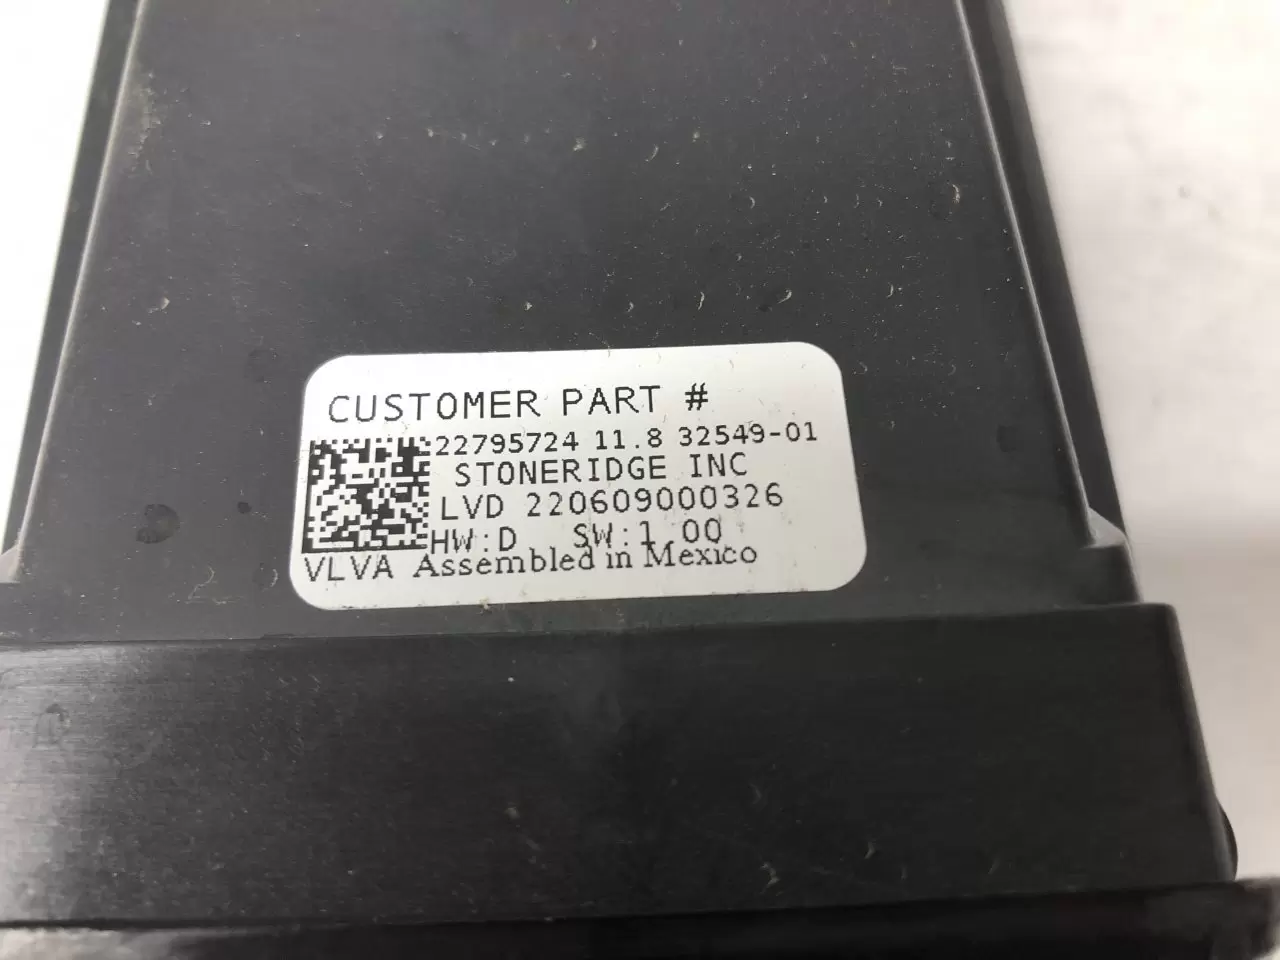 CUSTOMER PART #
22795724 11.8 32549-01
STONERIDGE INC
LVD 220609000326
HW:D SW:1.00
VLVA Assembled in Mexico